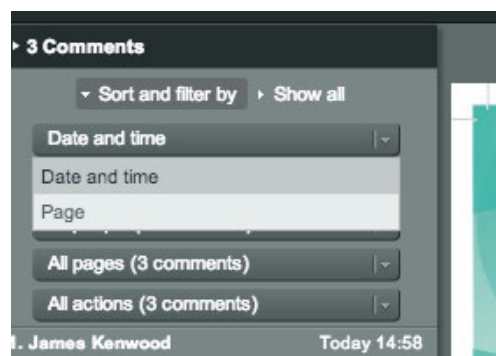 3 Comments
Sort and filter by Show all
Date and time
Date and time
Page
All pages (3 comments)
All actions (3 comments)
1. James Kenwood Today 14:58